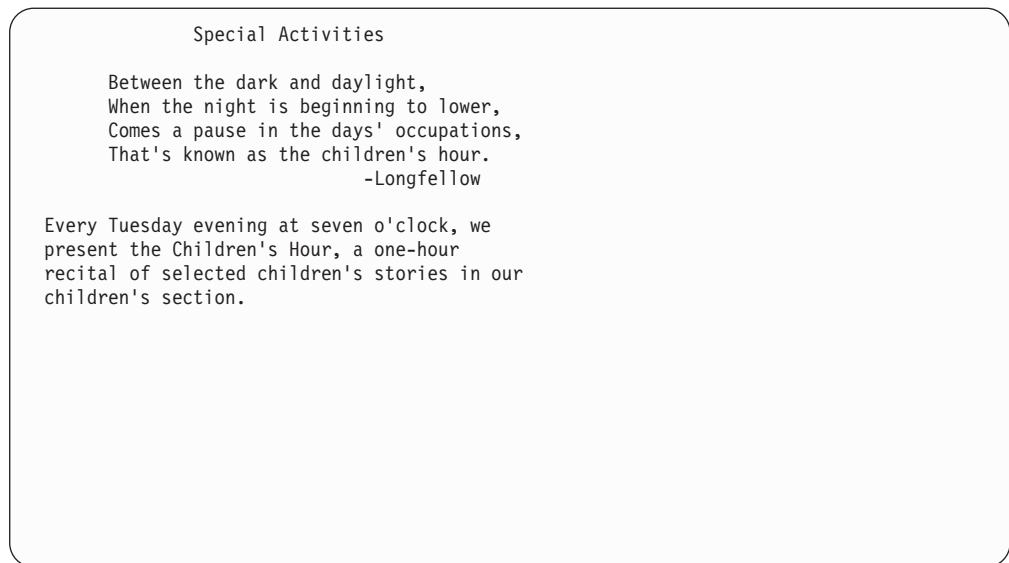 Special Activities
Between the dark and daylight,
When the night is beginning to lower,
Comes a pause in the days' occupations,
That's known as the children's hour.
-Longfellow
Every Tuesday evening at seven o'clock, we
present the Children's Hour, a one-hour
recital of selected children's stories in our
children's section.